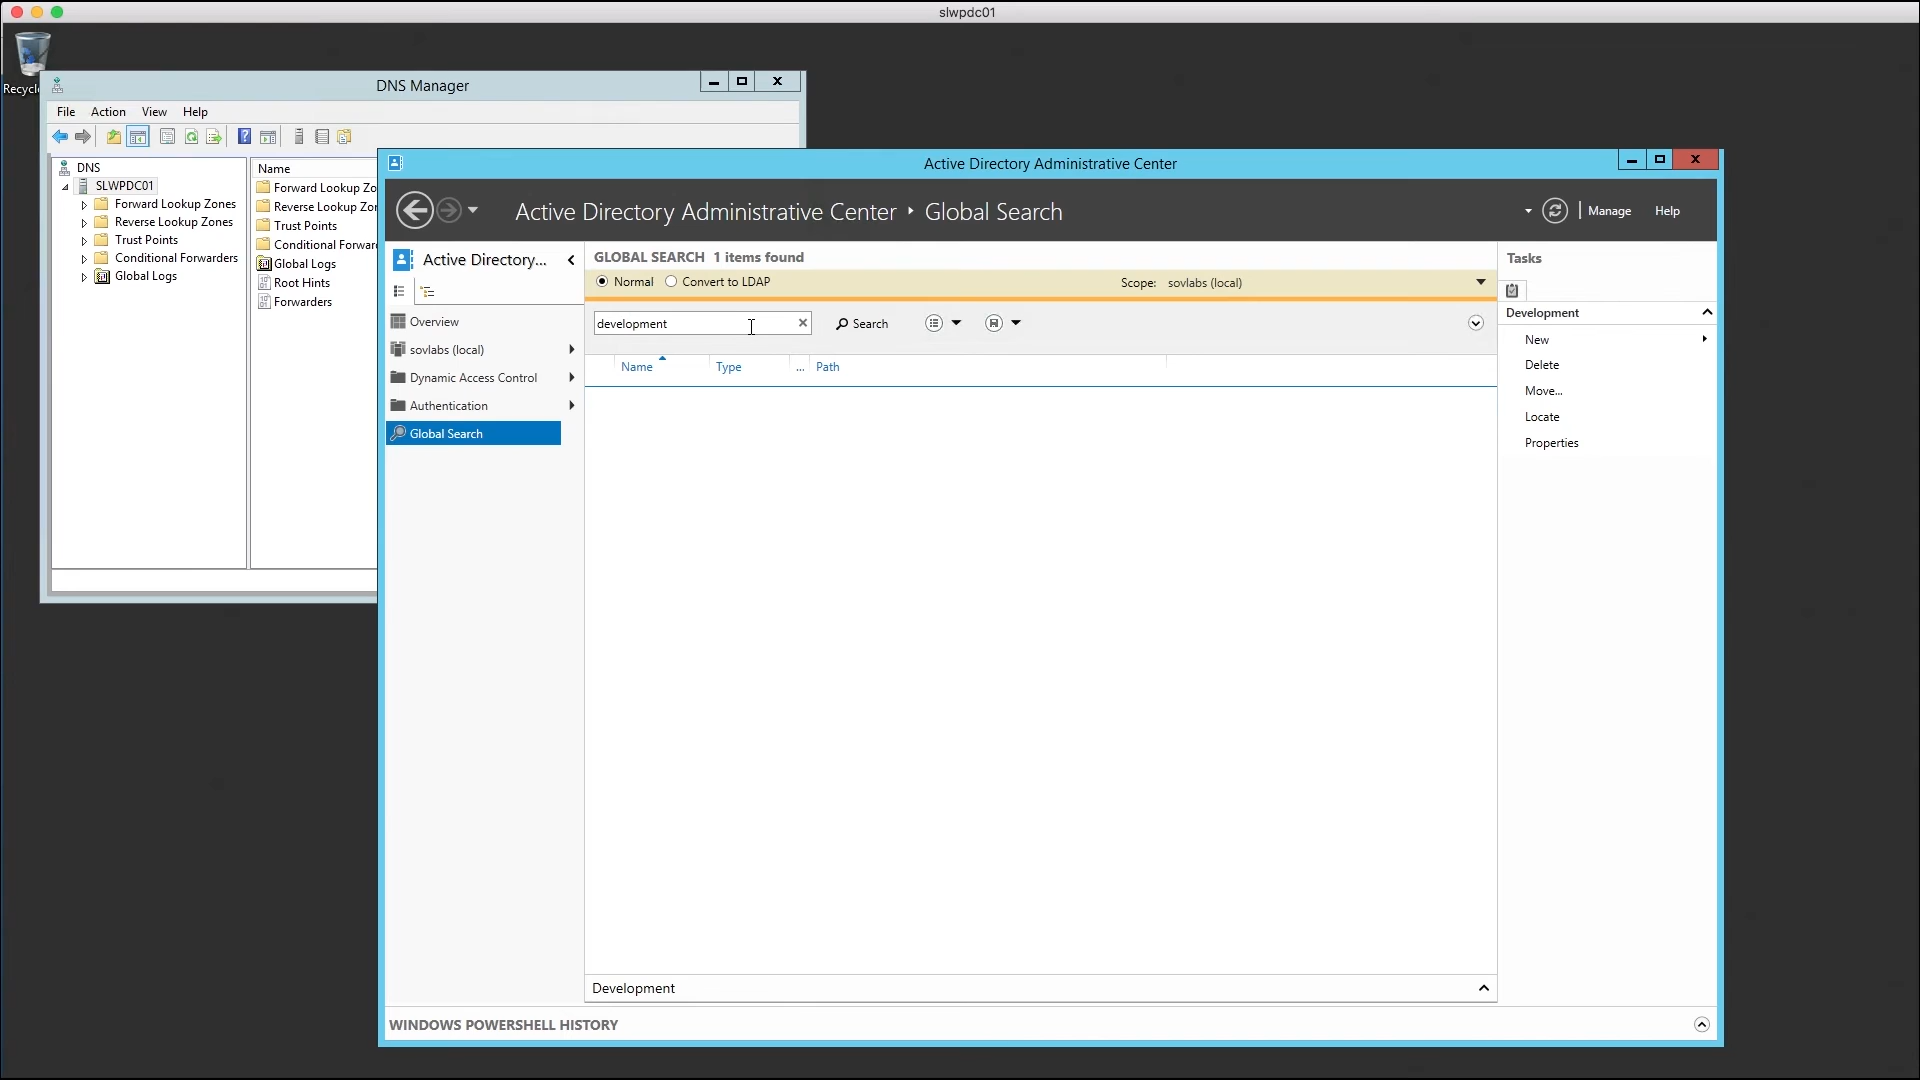 slwpdc01
Recycl
DNS Manager
File Action View Help
DNS
SLWPDC01
Forward Lookup Zones
Reverse Lookup Zones
Trust Points
Conditional Forwarders
Global Logs
Name
Forward Lookup Zo
Reverse Lookup Zor
Trust Points
Conditional Forward
Global Logs
Root Hints
Forwarders
Active Directory Administrative Center
Active Directory Administrative Center Global Search
Manage Help
Active Directory...
Overview
sovlabs (local)
Dynamic Access Control
Authentication
Global Search
GLOBAL SEARCH 1 items found
Normal Convert to LDAP Scope: sovlabs (local)
development Search
Name Type ... Path
Development
Tasks
Development
New
Delete
Move...
Locate
Properties
WINDOWS POWERSHELL HISTORY